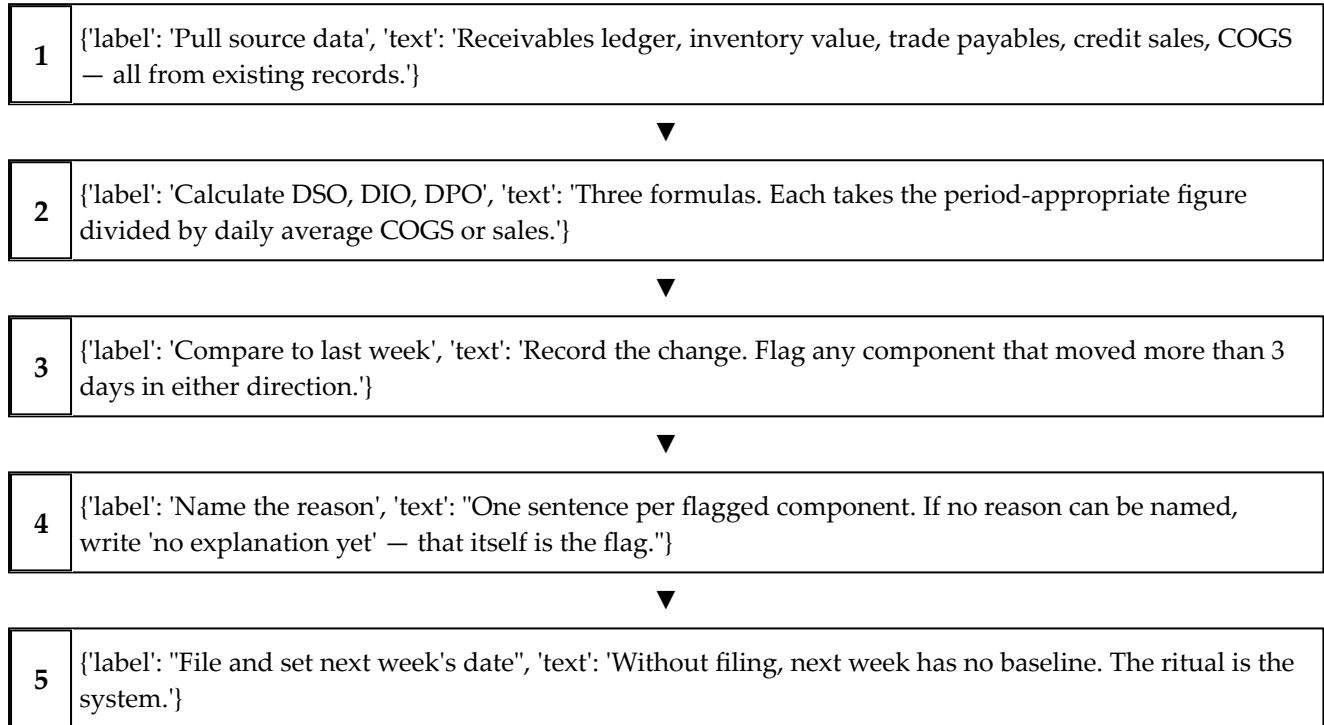 1
{'label': 'Pull source data', 'text': 'Receivables ledger, inventory value, trade payables, credit sales, COGS
— all from existing records.'}
▼
2
{'label': 'Calculate DSO, DIO, DPO', 'text': 'Three formulas. Each takes the period-appropriate figure
divided by daily average COGS or sales.'}
▼
3
{'label': 'Compare to last week', 'text': 'Record the change. Flag any component that moved more than 3
days in either direction.'}
▼
4
{'label': 'Name the reason', 'text': "One sentence per flagged component. If no reason can be named,
write 'no explanation yet' — that itself is the flag."}
▼
5
{'label': "File and set next week's date", 'text': 'Without filing, next week has no baseline. The ritual is the
system.'}